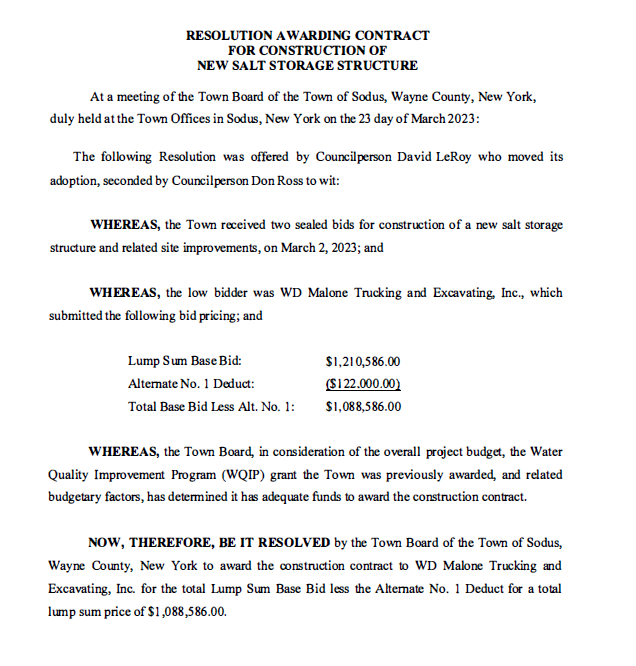 RESOLUTION AWARDING CONTRACT
FOR CONSTRUCTION OF
NEW SALT STORAGE STRUCTURE
At a meeting of the Town Board of the Town of Sodus, Wayne County, New York,
duly held at the Town Offices in Sodus, New York on the 23 day of March 2023:
The following Resolution was offered by Councilperson David LeRoy who moved its
adoption, seconded by Councilperson Don Ross to wit:
WHEREAS, the Town received two sealed bids for construction of a new salt storage
structure and related site improvements, on March 2, 2023; and
WHEREAS, the low bidder was WD Malone Trucking and Excavating, Inc., which
submitted the following bid pricing; and
Lump Sum Base Bid: $1,210,586.00
Alternate No. 1 Deduct: ($122,000.00)
Total Base Bid Less Alt. No. 1: $1,088,586.00
WHEREAS, the Town Board, in consideration of the overall project budget, the Water
Quality Improvement Program (WQIP) grant the Town was previously awarded, and related
budgetary factors, has determined it has adequate funds to award the construction contract.
NOW, THEREFORE, BE IT RESOLVED by the Town Board of the Town of Sodus,
Wayne County, New York to award the construction contract to WD Malone Trucking and
Excavating, Inc. for the total Lump Sum Base Bid less the Alternate No. 1 Deduct for a total
lump sum price of $1,088,586.00.